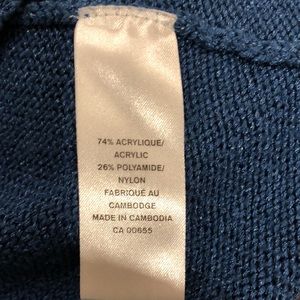 74% ACRYLIQUE/
ACRYLIC
26% POLYAMIDE/
NYLON
FABRIQUÉ AU
CAMBODGE
MADE IN CAMBODIA
CA 00655